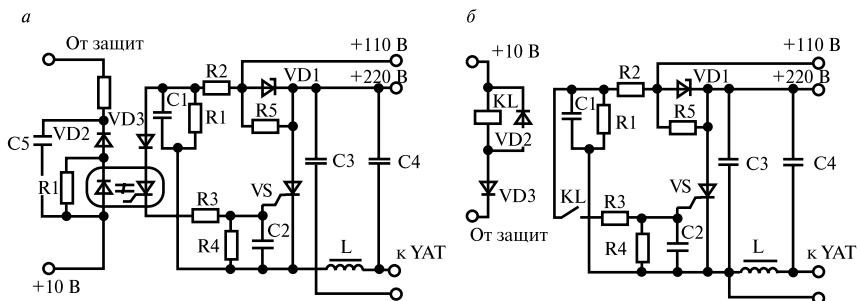 а
От защит
VD2
C5
R1
+10 В
VD3
C1
R1
R2
R5
VD1
+110 В
+220 В
C3
C4
VS
R3
R4
C2
L
к YAT
б
+10 В
KL
VD2
VD3
От защит
KL
C1
R1
R2
R5
VD1
+110 В
+220 В
C3
C4
VS
R3
R4
C2
L
к YAT